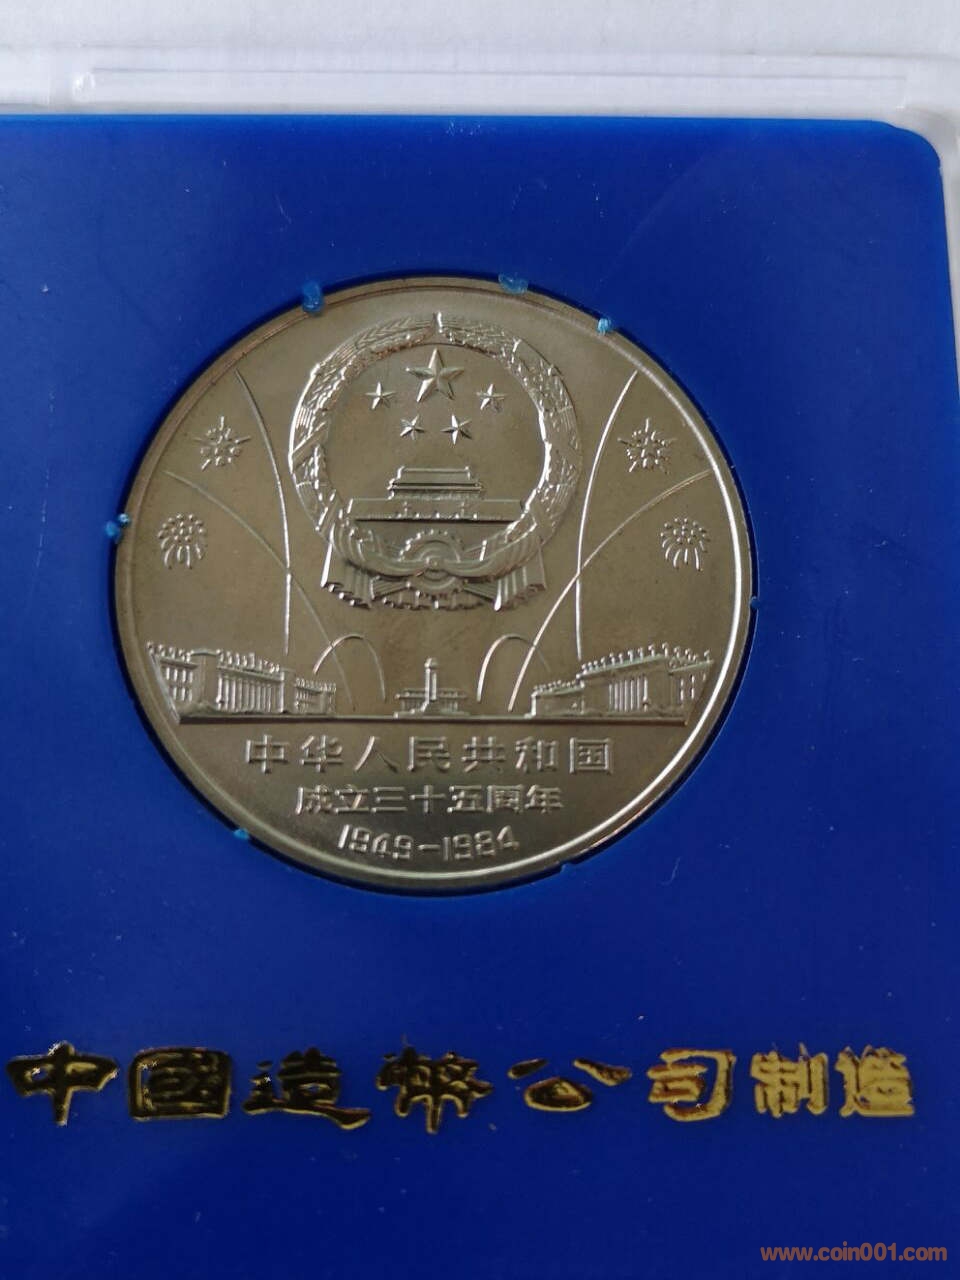 中华人民共和国
成立三十五周年
1949-1984
中國造幣公司制造
www.coin001.com